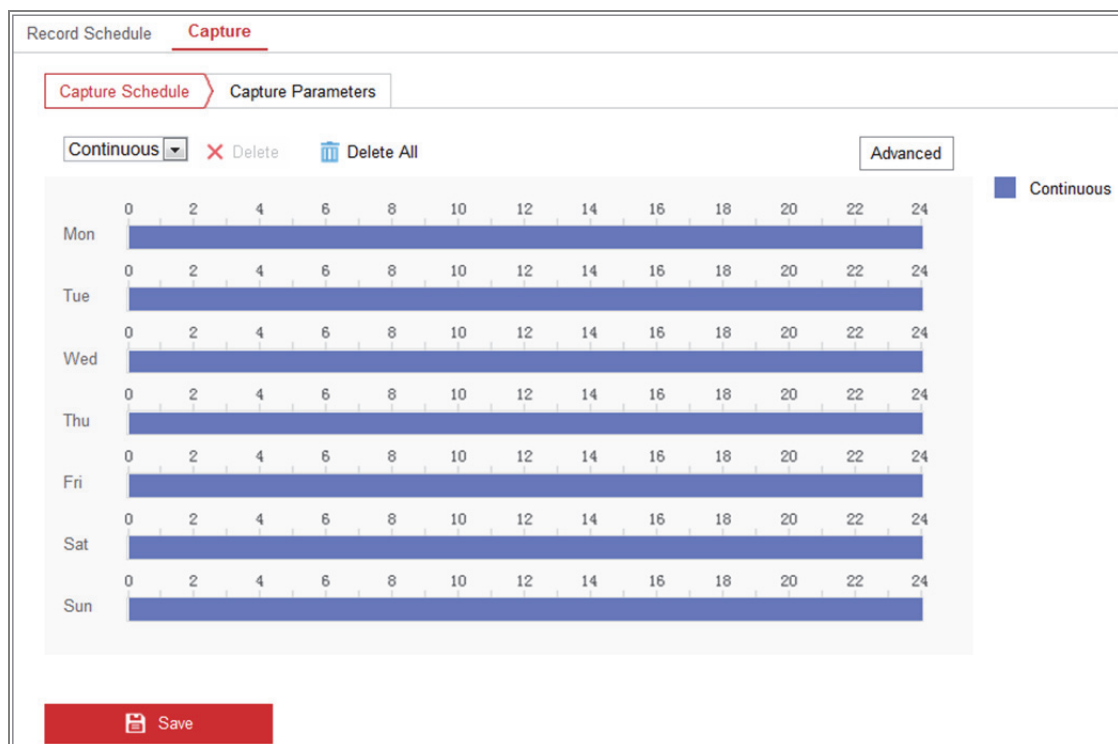 Record Schedule Capture
Capture Schedule Capture Parameters
Continuous Delete Delete All Advanced
Continuous
0 2 4 6 8 10 12 14 16 18 20 22 24
Mon
0 2 4 6 8 10 12 14 16 18 20 22 24
Tue
0 2 4 6 8 10 12 14 16 18 20 22 24
Wed
0 2 4 6 8 10 12 14 16 18 20 22 24
Thu
0 2 4 6 8 10 12 14 16 18 20 22 24
Fri
0 2 4 6 8 10 12 14 16 18 20 22 24
Sat
0 2 4 6 8 10 12 14 16 18 20 22 24
Sun
Save